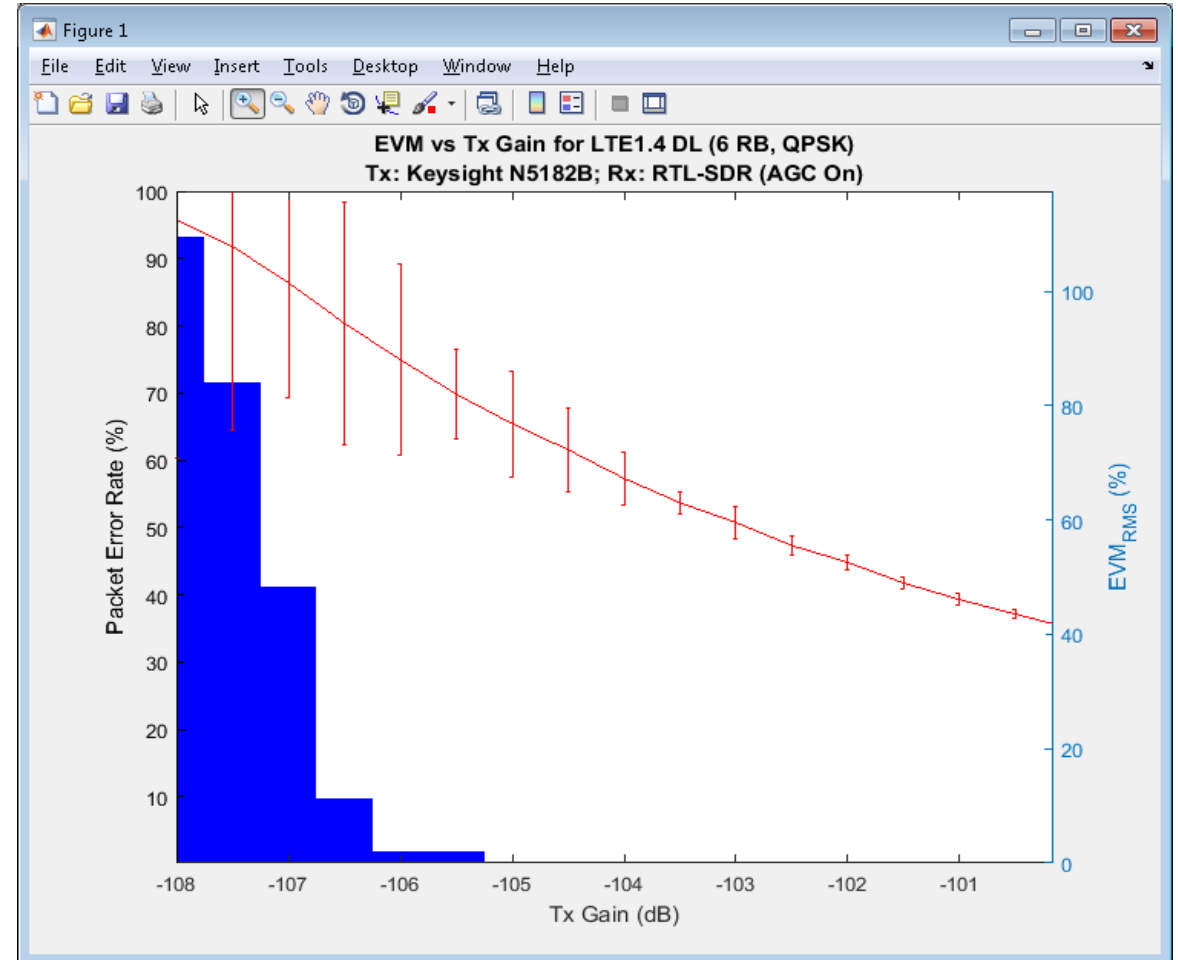 Figure 1
File Edit View Insert Tools Desktop Window Help
EVM vs Tx Gain for LTE1.4 DL (6 RB, QPSK)
Tx: Keysight N5182B; Rx: RTL-SDR (AGC On)
100
90
80
70
60
50
40
30
20
10
Packet Error Rate (%)
100
80
60
40
20
0
EVM_RMS (%)
-108 -107 -106 -105 -104 -103 -102 -101
Tx Gain (dB)